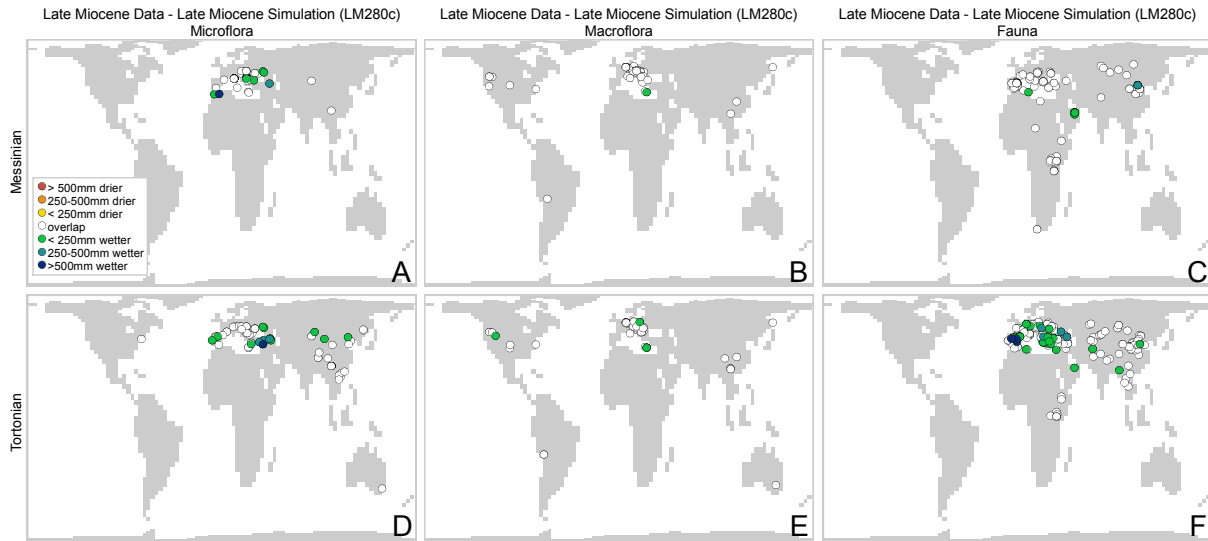 Late Miocene Data - Late Miocene Simulation (LM280c)
Microflora
Late Miocene Data - Late Miocene Simulation (LM280c)
Macroflora
Late Miocene Data - Late Miocene Simulation (LM280c)
Fauna
Messinian
> 500mm drier
250-500mm drier
< 250mm drier
overlap
< 250mm wetter
250-500mm wetter
>500mm wetter
A
B
C
Tortonian
D
E
F